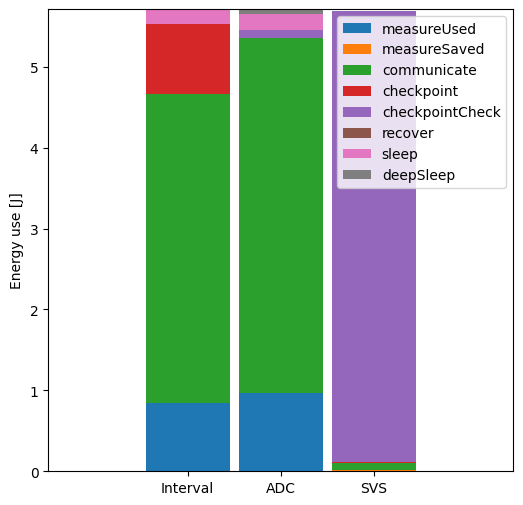 measureUsed
measureSaved
communicate
checkpoint
checkpointCheck
recover
sleep
deepSleep
Energy use [J]
5
4
3
2
1
0
Interval ADC SVS